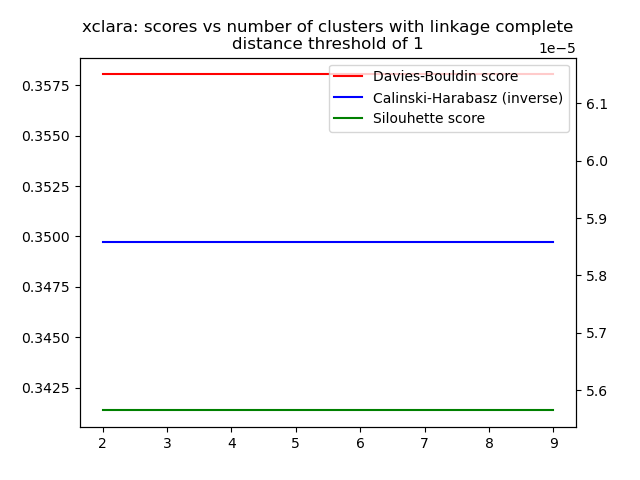 xclara: scores vs number of clusters with linkage complete
distance threshold of 1
1e−5
Davies-Bouldin score
Calinski-Harabasz (inverse)
Silouhette score
0.3575
0.3550
0.3525
0.3500
0.3475
0.3450
0.3425
6.1
6.0
5.9
5.8
5.7
5.6
2 3 4 5 6 7 8 9